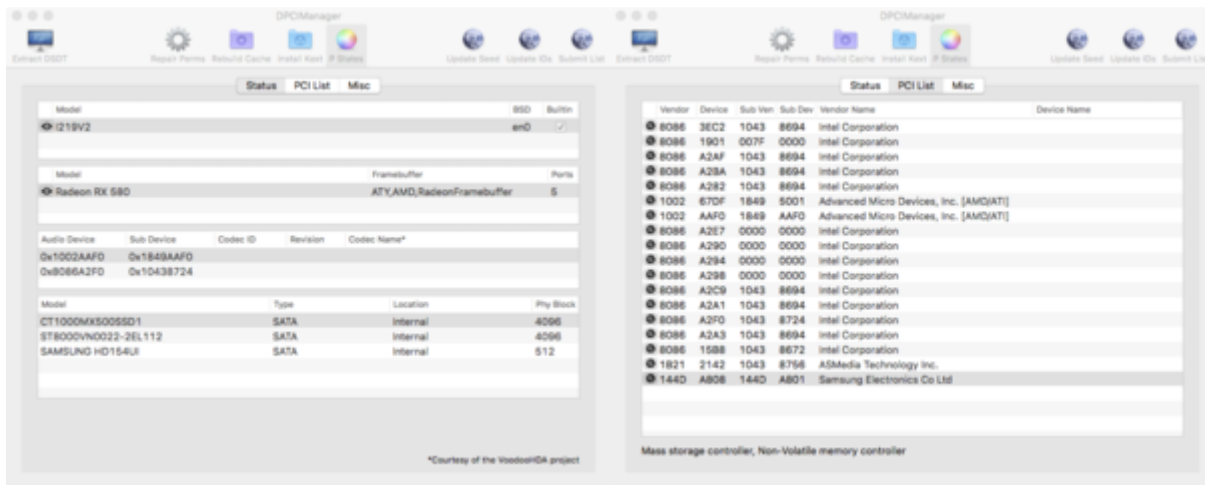 DPCIManager
Extract DSDT Repair Perms Rebuild Cache Install Kext P States Update Seed Update IDs Submit List
Status PCI List Misc
Model BSD Builtin
I219V2 en0
Model Framebuffer Ports
Radeon RX 580 ATY,AMD,RadeonFramebuffer 5
Audio Device Sub Device Codec ID Revision Codec Name*
0x1002AAF0 0x1849AAF0
0x8086A2F0 0x10438724
Model Type Location Phy Block
CT1000MX500SSD1 SATA Internal 4096
ST8000VN0022-2EL112 SATA Internal 4096
SAMSUNG HD154UI SATA Internal 512
*Courtesy of the VoodooHDA project
DPCIManager
Extract DSDT Repair Perms Rebuild Cache Install Kext P States Update Seed Update IDs Submit List
Status PCI List Misc
Vendor Device Sub Ven Sub Dev Vendor Name Device Name
8086 3EC2 1043 8694 Intel Corporation
8086 1901 007F 0000 Intel Corporation
8086 A2AF 1043 8694 Intel Corporation
8086 A2BA 1043 8694 Intel Corporation
8086 A282 1043 8694 Intel Corporation
1002 67DF 1849 5001 Advanced Micro Devices, Inc. [AMD/ATI]
1002 AAF0 1849 AAF0 Advanced Micro Devices, Inc. [AMD/ATI]
8086 A2E7 0000 0000 Intel Corporation
8086 A290 0000 0000 Intel Corporation
8086 A294 0000 0000 Intel Corporation
8086 A298 0000 0000 Intel Corporation
8086 A2C9 1043 8694 Intel Corporation
8086 A2A1 1043 8694 Intel Corporation
8086 A2F0 1043 8724 Intel Corporation
8086 A2A3 1043 8694 Intel Corporation
8086 15B8 1043 8672 Intel Corporation
1B21 2142 1043 8756 ASMedia Technology Inc.
144D A808 144D A801 Samsung Electronics Co Ltd
Mass storage controller, Non-Volatile memory controller